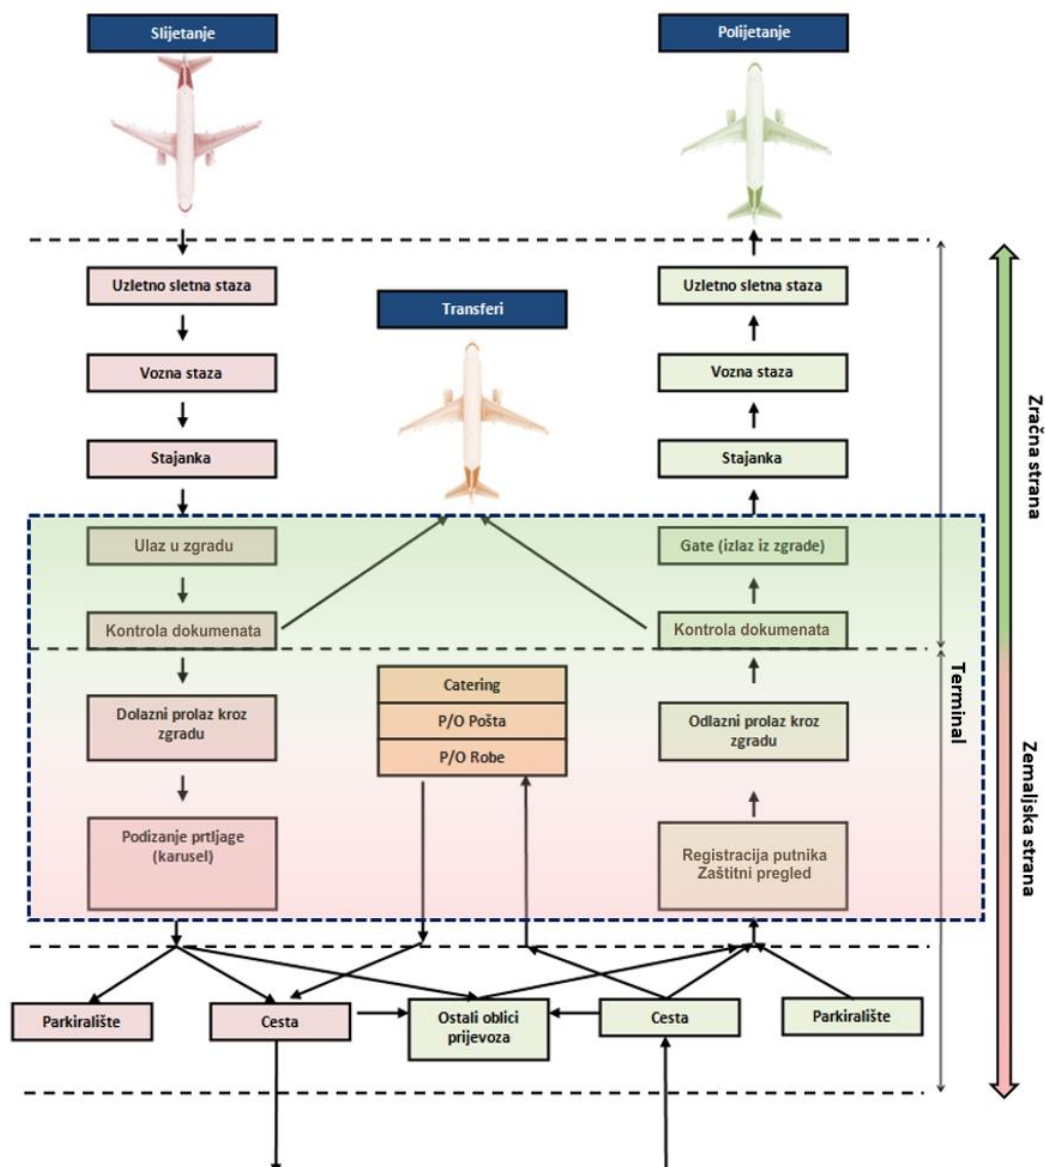 Slijetanje
Polijetanje
Uzletno sletna staza
Transferi
Uzletno sletna staza
Vozna staza
Vozna staza
Stajanka
Stajanka
Zračna strana
Ulaz u zgradu
Gate (izlaz iz zgrade)
Kontrola dokumenata
Kontrola dokumenata
Terminal
Catering
P/O Pošta
P/O Robe
Dolazni prolaz kroz
zgradu
Odlazni prolaz kroz
zgradu
Zemaljska strana
Podizanje prtljage
(karusel)
Registracija putnika
Zaštitni pregled
Parkiralište
Cesta
Ostali oblici
prijevoza
Cesta
Parkiralište